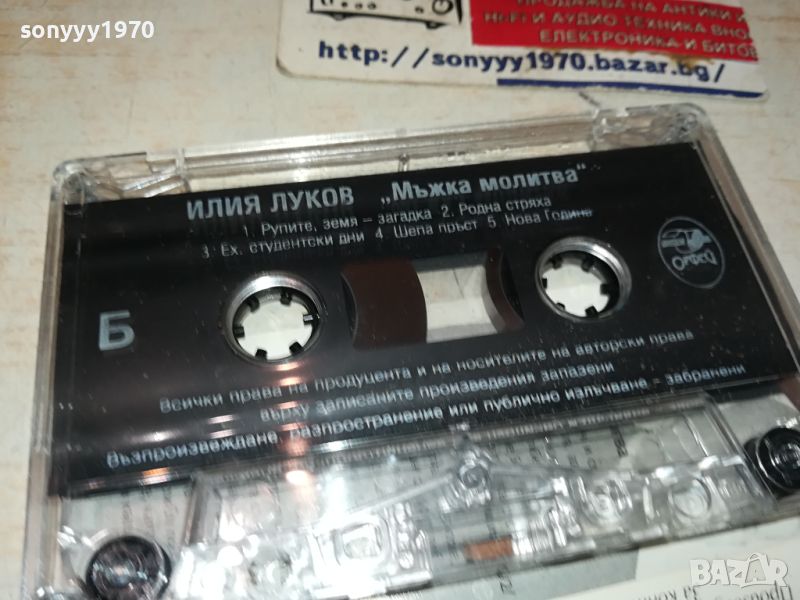 sonyyy1970
ПРОДАЖБА НА АНТИКИ И
HI-FI И АУДИО ТЕХНИКА ВНОС
ЕЛЕКТРОНИКА И БИТОВ
http://sonyyy1970.bazar.bg/
ИЛИЯ ЛУКОВ „Мъжка молитва“
1. Рупите, земя – загадка 2. Родна стряха
3. Ех, студентски дни 4. Шепа пръст 5. Нова Година
Б
Всички права на продуцента и на носителите на авторски права
върху записаните произведения запазени
Възпроизвеждане, разпространение или публично излъчване - забранени
BAZAR